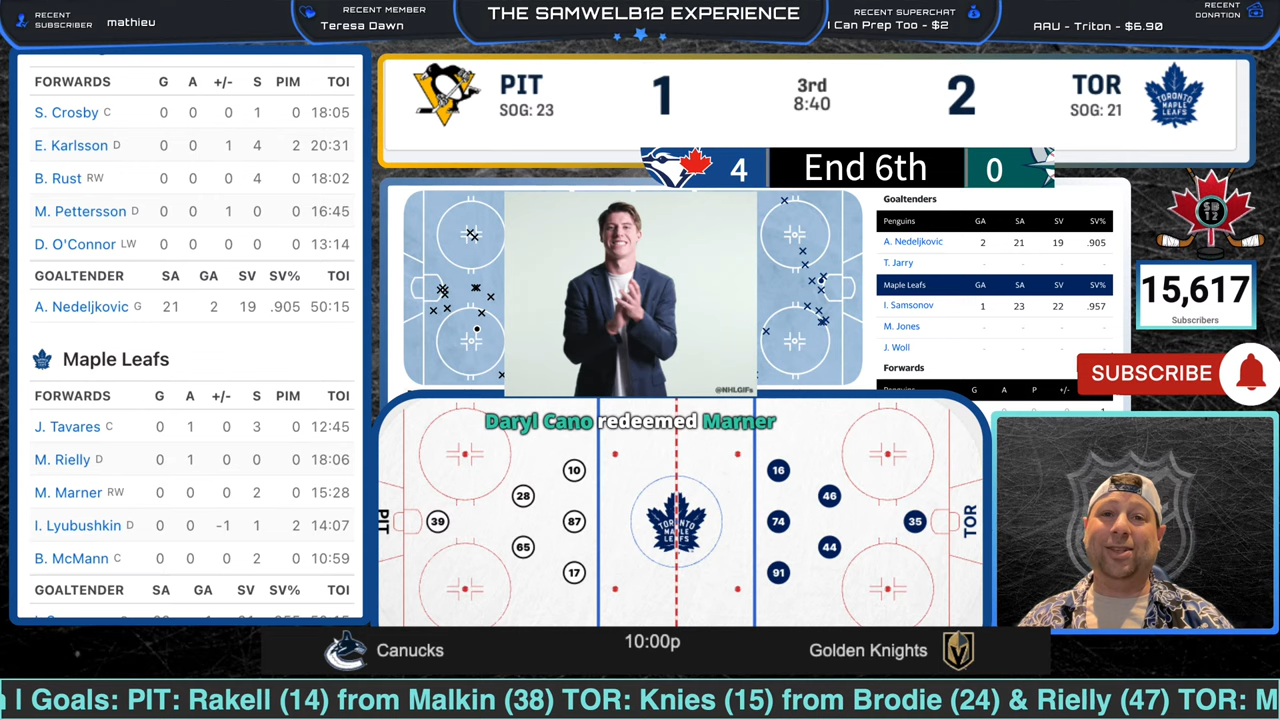 RECENT
SUBSCRIBER
mathieu
RECENT MEMBER
Teresa Dawn
THE SAMWELB12 EXPERIENCE
RECENT SUPERCHAT
I Can Prep Too - $2
RECENT
DONATION
AAU - Triton - $6.90
FORWARDS G A +/- S PIM TOI
S. Crosby C 0 0 0 1 0 18:05
E. Karlsson D 0 0 1 4 2 20:31
B. Rust RW 0 0 0 4 0 18:02
M. Pettersson D 0 0 1 0 0 16:45
D. O'Connor LW 0 0 0 0 0 13:14
GOALTENDER SA GA SV SV% TOI
A. Nedeljkovic G 21 2 19 .905 50:15
Maple Leafs
FORWARDS G A +/- S PIM TOI
J. Tavares C 0 1 0 3 0 12:45
M. Rielly D 0 1 0 0 0 18:06
M. Marner RW 0 0 0 2 0 15:28
I. Lyubushkin D 0 0 -1 1 2 14:07
B. McMann C 0 0 0 2 0 10:59
GOALTENDER SA GA SV SV% TOI
PIT
SOG: 23
1
3rd
8:40
2
TOR
SOG: 21
TORONTO
MAPLE
LEAFS
4 End 6th 0
Goaltenders
Penguins GA SA SV SV%
A. Nedeljkovic 2 21 19 .905
T. Jarry - - - -
Maple Leafs GA SA SV SV%
I. Samsonov 1 23 22 .957
M. Jones - - - -
J. Woll - - - -
Forwards
G A P +/-
@NHLGIFs
SB
12
15,617
Subscribers
SUBSCRIBE
Daryl Cano redeemed Marner
PIT
39
28
65
10
87
17
TORONTO
MAPLE
LEAFS
16
74
91
46
44
35
TOR
NHL
Canucks
10:00p
Golden Knights
I Goals: PIT: Rakell (14) from Malkin (38) TOR: Knies (15) from Brodie (24) & Rielly (47) TOR: M